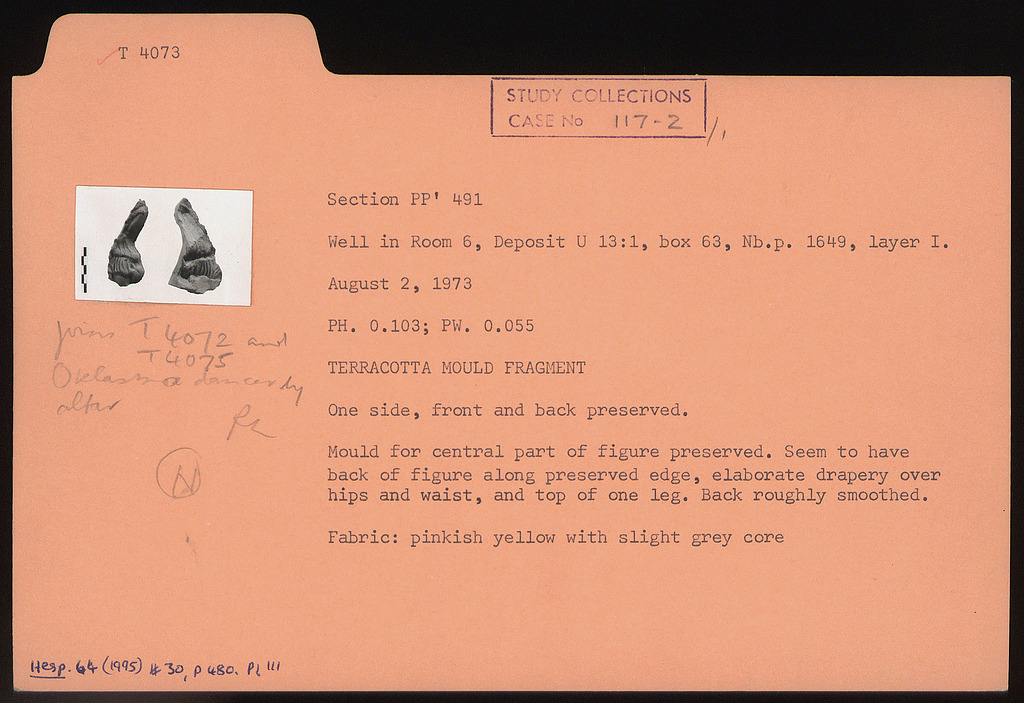 T 4073
STUDY COLLECTIONS
CASE No 117-2
Section PP' 491
Well in Room 6, Deposit U 13:1, box 63, Nb.p. 1649, layer I.
August 2, 1973
PH. 0.103; PW. 0.055
TERRACOTTA MOULD FRAGMENT
One side, front and back preserved.
Mould for central part of figure preserved. Seem to have
back of figure along preserved edge, elaborate drapery over
hips and waist, and top of one leg. Back roughly smoothed.
Fabric: pinkish yellow with slight grey core
joins T 4072 and
T 4075
Oklasma dancer by
altar
N
Hesp. 64 (1995) #30, p 480. Pl 111